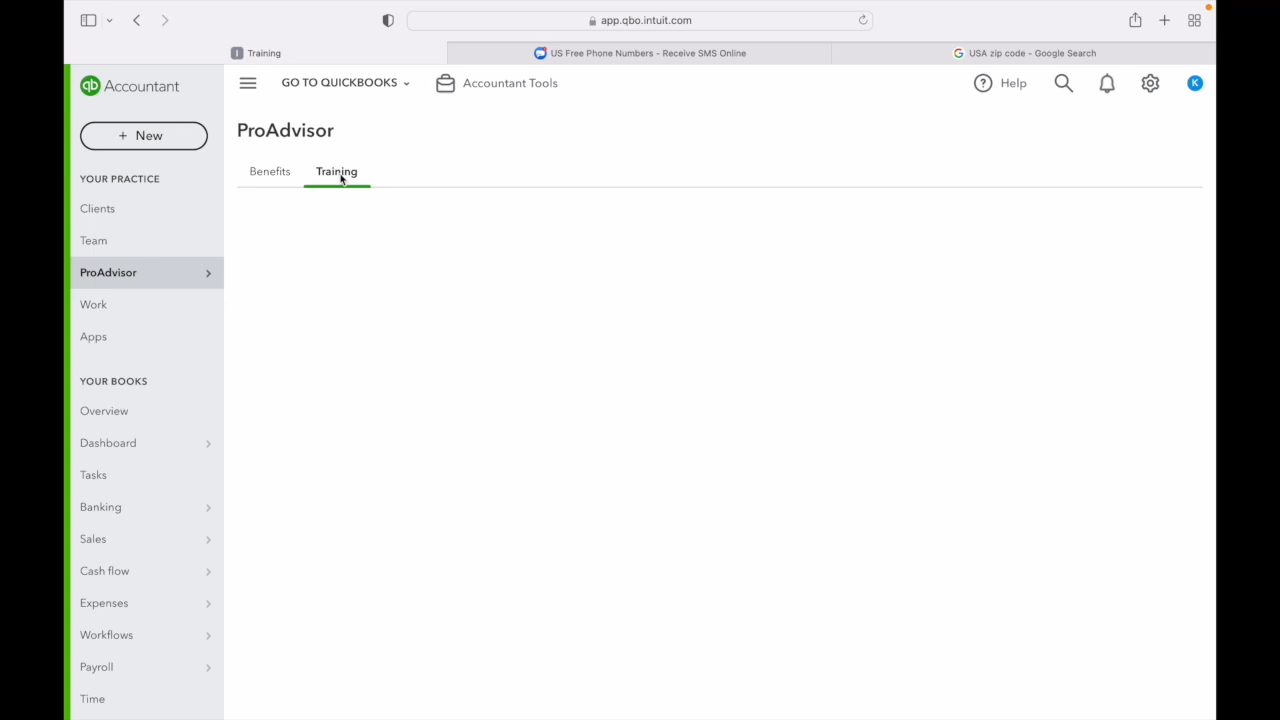 app.qbo.intuit.com
I Training
US Free Phone Numbers - Receive SMS Online
G USA zip code - Google Search
qb Accountant
GO TO QUICKBOOKS
Accountant Tools
? Help
K
+ New
ProAdvisor
Benefits
Training
YOUR PRACTICE
Clients
Team
ProAdvisor
Work
Apps
YOUR BOOKS
Overview
Dashboard
Tasks
Banking
Sales
Cash flow
Expenses
Workflows
Payroll
Time